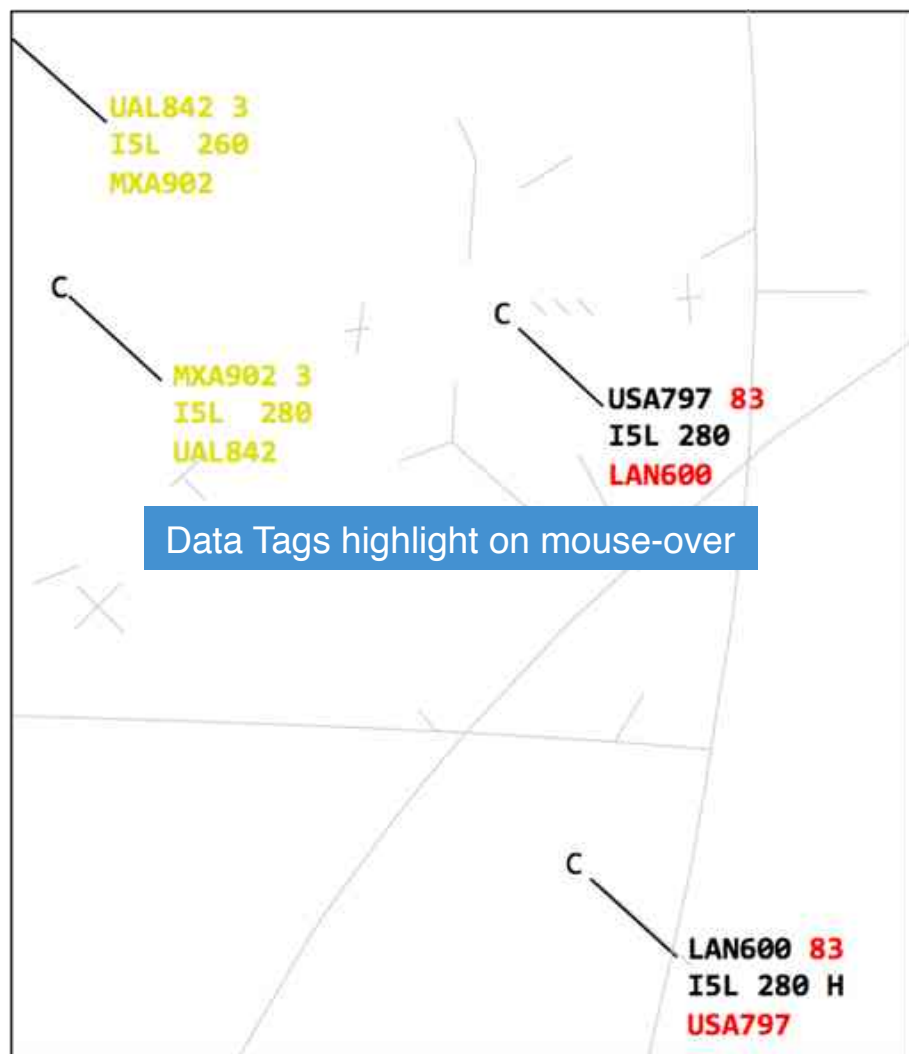 UAL842 3
I5L 260
MXA902
C
MXA902 3
I5L 280
UAL842
C
USA797 83
I5L 280
LAN600
Data Tags highlight on mouse-over
C
LAN600 83
I5L 280 H
USA797